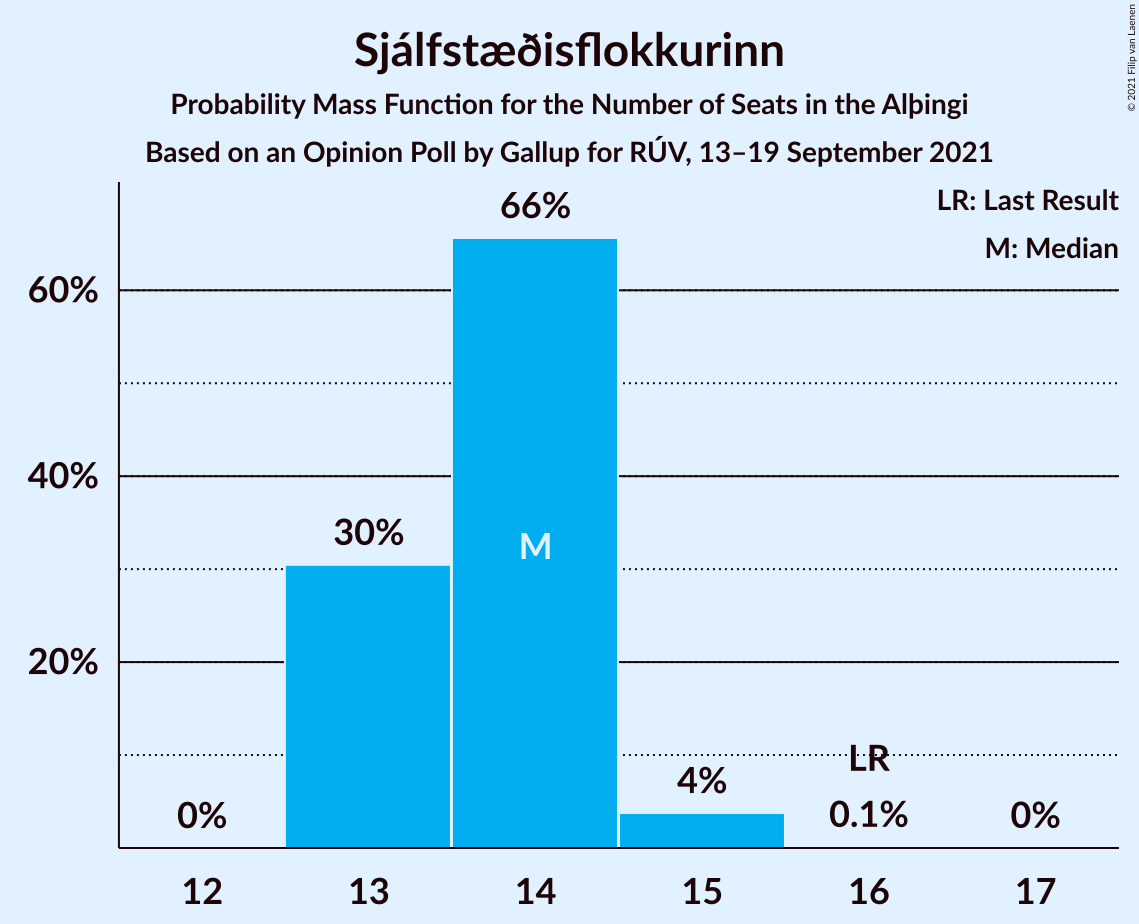 Sjálfstæðisflokkurinn
Probability Mass Function for the Number of Seats in the Alþingi
Based on an Opinion Poll by Gallup for RÚV, 13–19 September 2021
© 2021 Filip van Laenen
LR: Last Result
M: Median
66%
60%
40%
30%
M
20%
LR
4%
0%
0.1%
0%
12
13
14
15
16
17